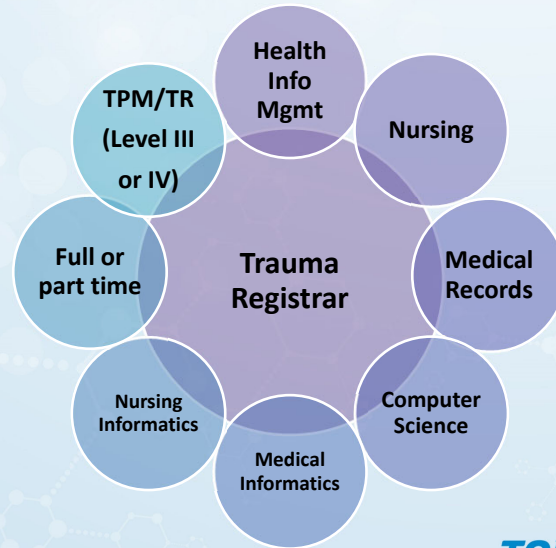 Health
Info
Mgmt
Nursing
Medical
Records
Computer
Science
Medical
Informatics
Nursing
Informatics
Full or
part time
TPM/TR
(Level III
or IV)
Trauma
Registrar